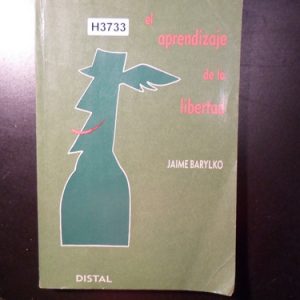 H3733
el
aprendizaje
de la
libertad
JAIME BARYLKO
DISTAL